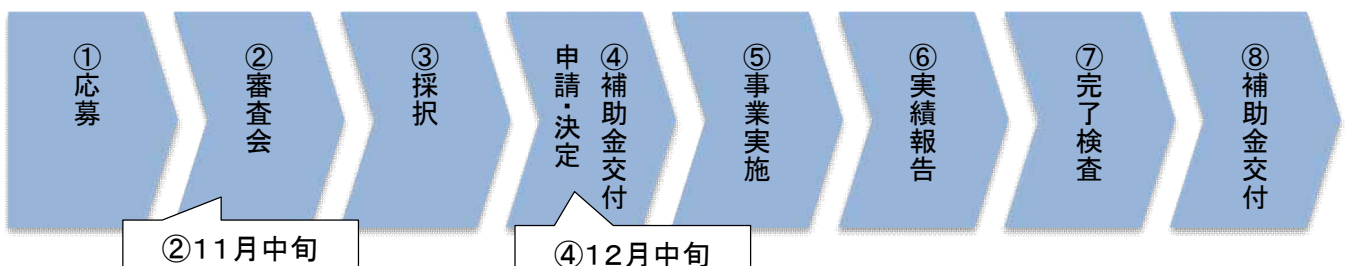 ①応募
②審査会
③採択
④補助金交付
申請・決定
⑤事業実施
⑥実績報告
⑦完了検査
⑧補助金交付
②11月中旬
④12月中旬